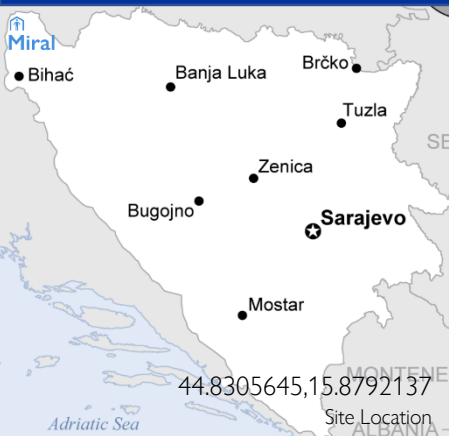 Miral
Bihać
Banja Luka
Brčko
Tuzla
SE
Zenica
Bugojno
Sarajevo
Mostar
MONTENE
44.8305645,15.8792137
Site Location
Adriatic Sea
ALBANIA